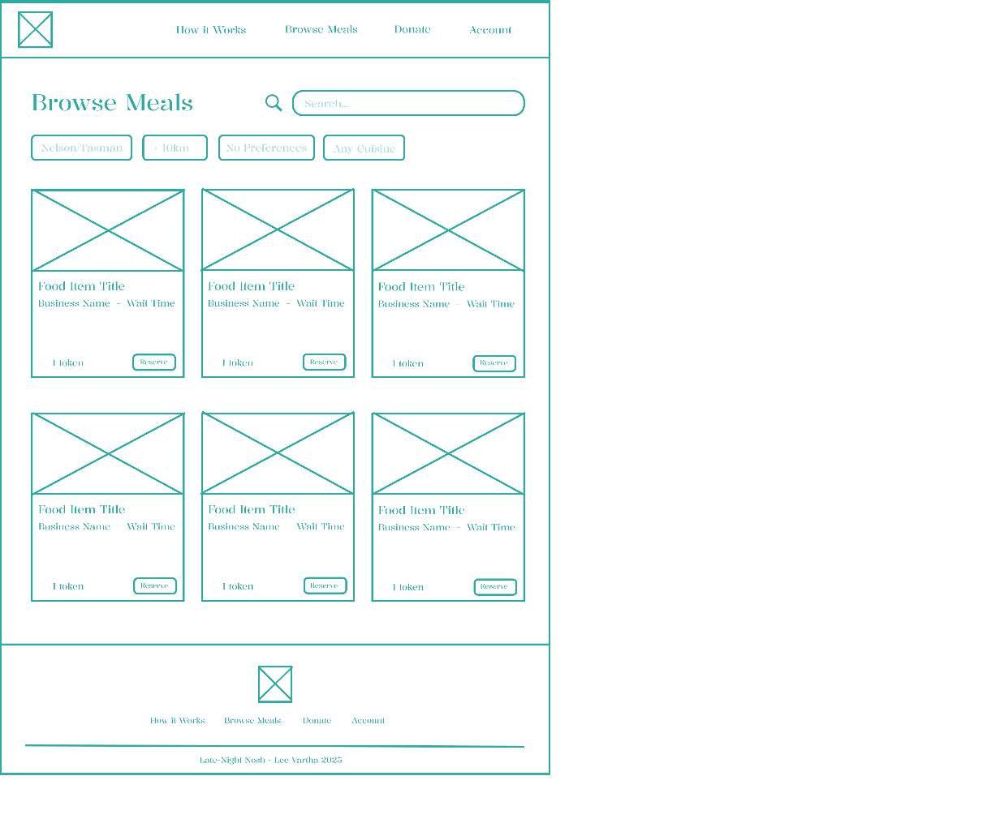 How it Works Browse Meals Donate Account
Browse Meals Search...
Nelson/Tasman > 10km No Preferences Any Cuisine
Food Item Title Food Item Title Food Item Title
Business Name - Wait Time Business Name - Wait Time Business Name - Wait Time
1 token Reserve 1 token Reserve 1 token Reserve
Food Item Title Food Item Title Food Item Title
Business Name Wait Time Business Name Wait Time Business Name - Wait Time
1 token Reserve 1 token Reserve 1 token Reserve
How it Works Browse Meals Donate Account
Late-Night Nosh - Lee Vartha 2025